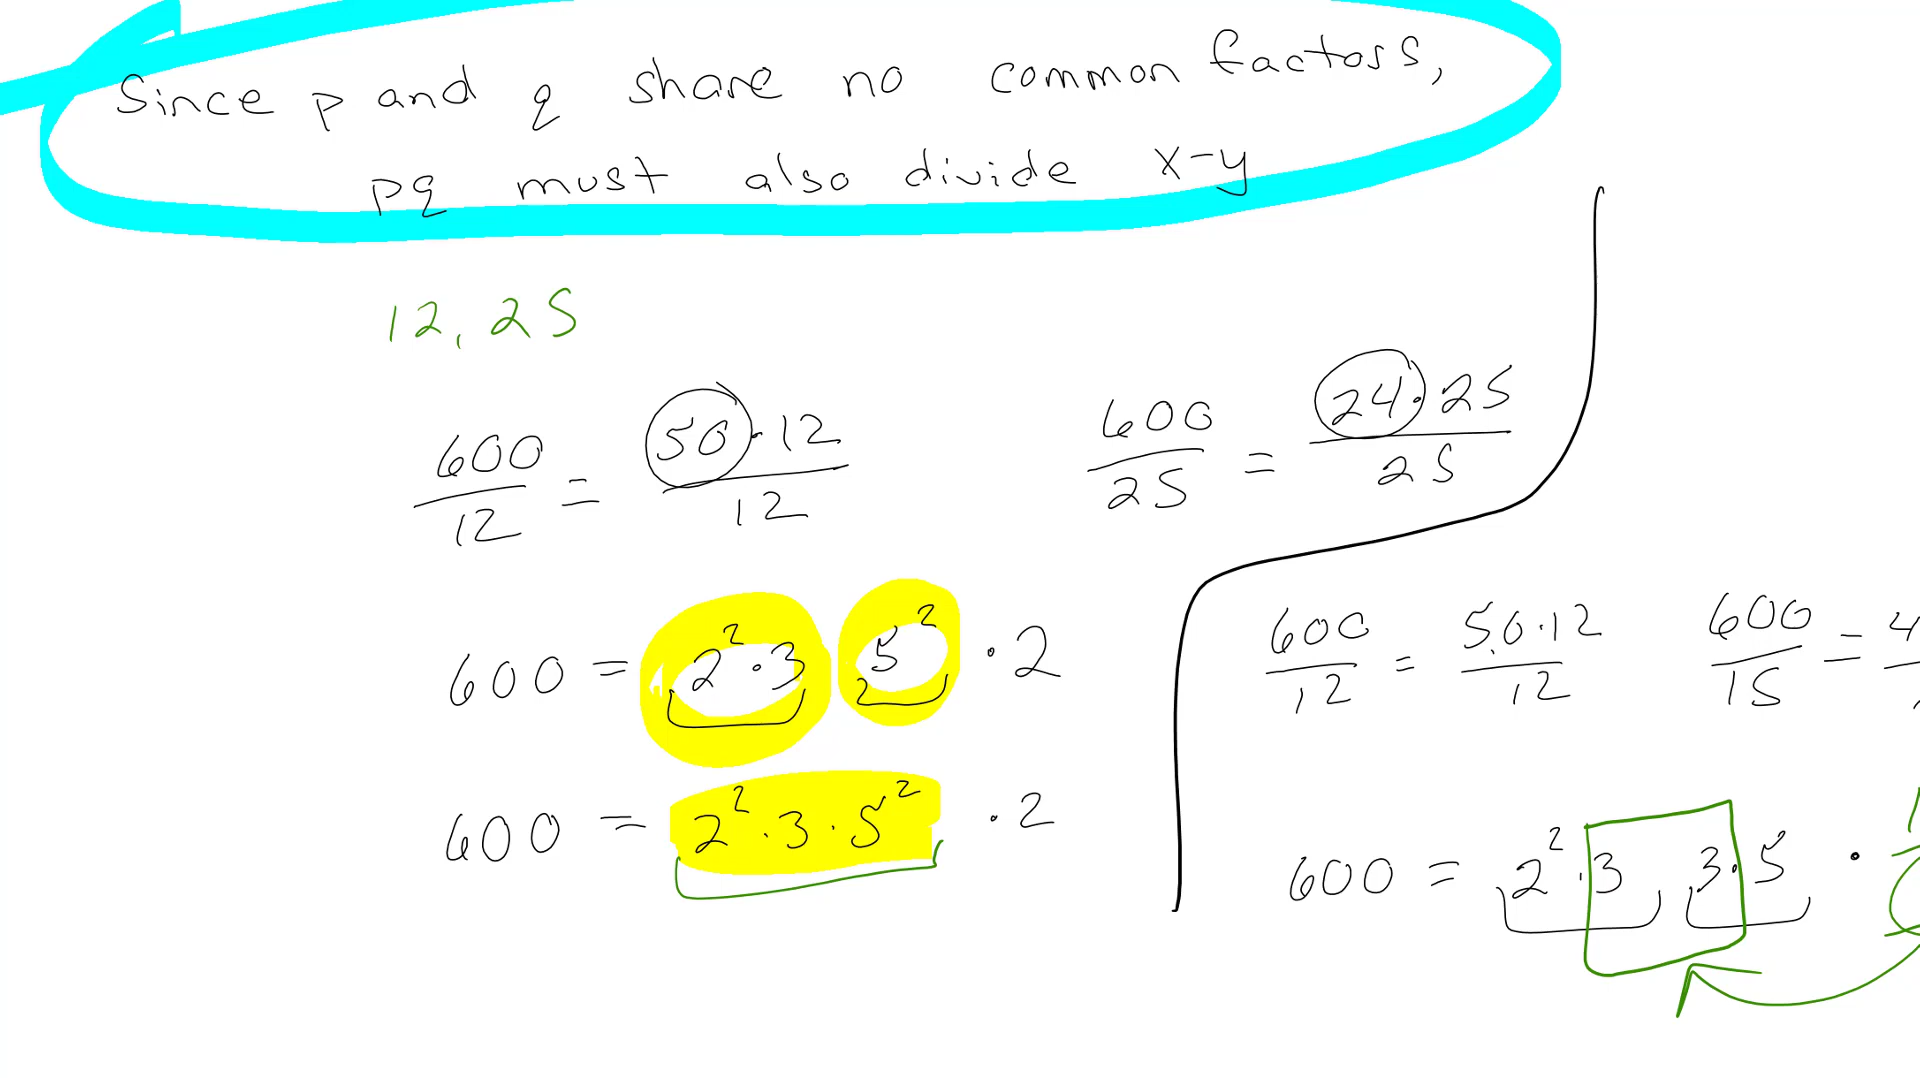 Since p and q share no common factors,
pq must also divide x-y
12, 25
600/12 = 50·12/12
600/25 = 24·25/25
600 = 2²·3 5² · 2
600 = 2²·3·5² · 2
600/12 = 50·12/12
600/15 = 4
600 = 2²·3 3·5 ·